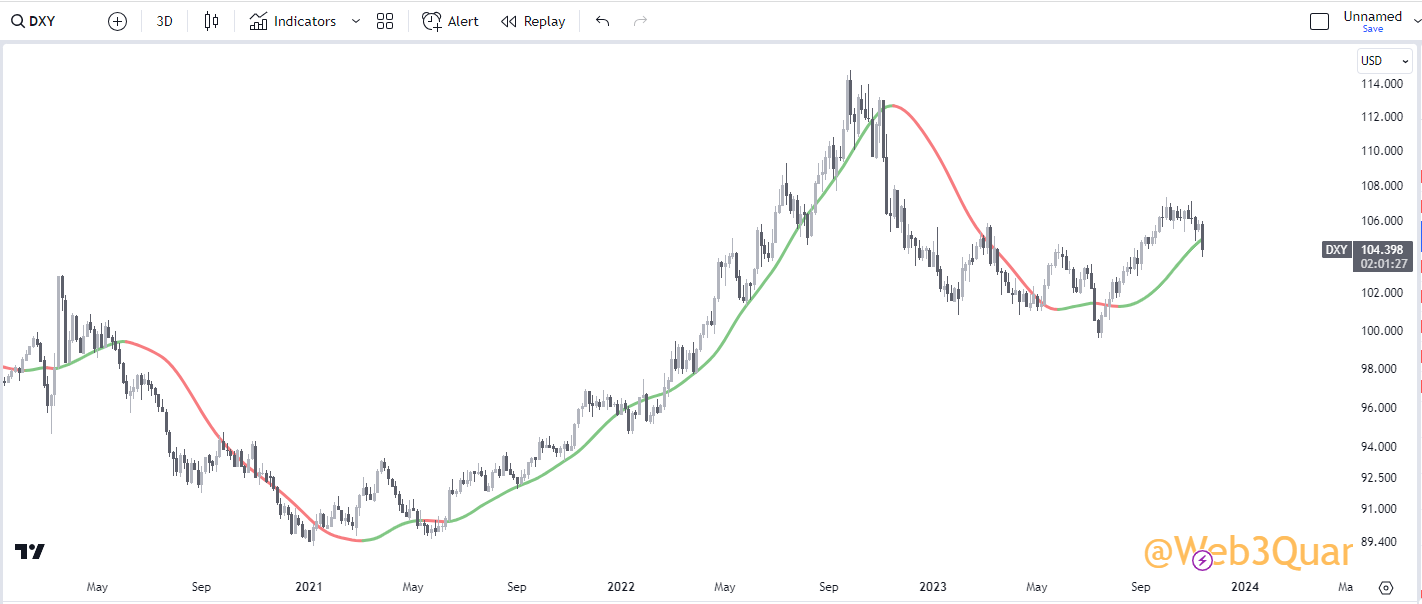 DXY 3D Indicators Alert Replay Unnamed
Save
USD
114.000
112.000
110.000
108.000
106.000
DXY 104.398
02:01:27
102.000
100.000
98.000
96.000
94.000
92.500
91.000
89.400
@Web3Quar
May Sep 2021 May Sep 2022 May Sep 2023 May Sep 2024 Ma